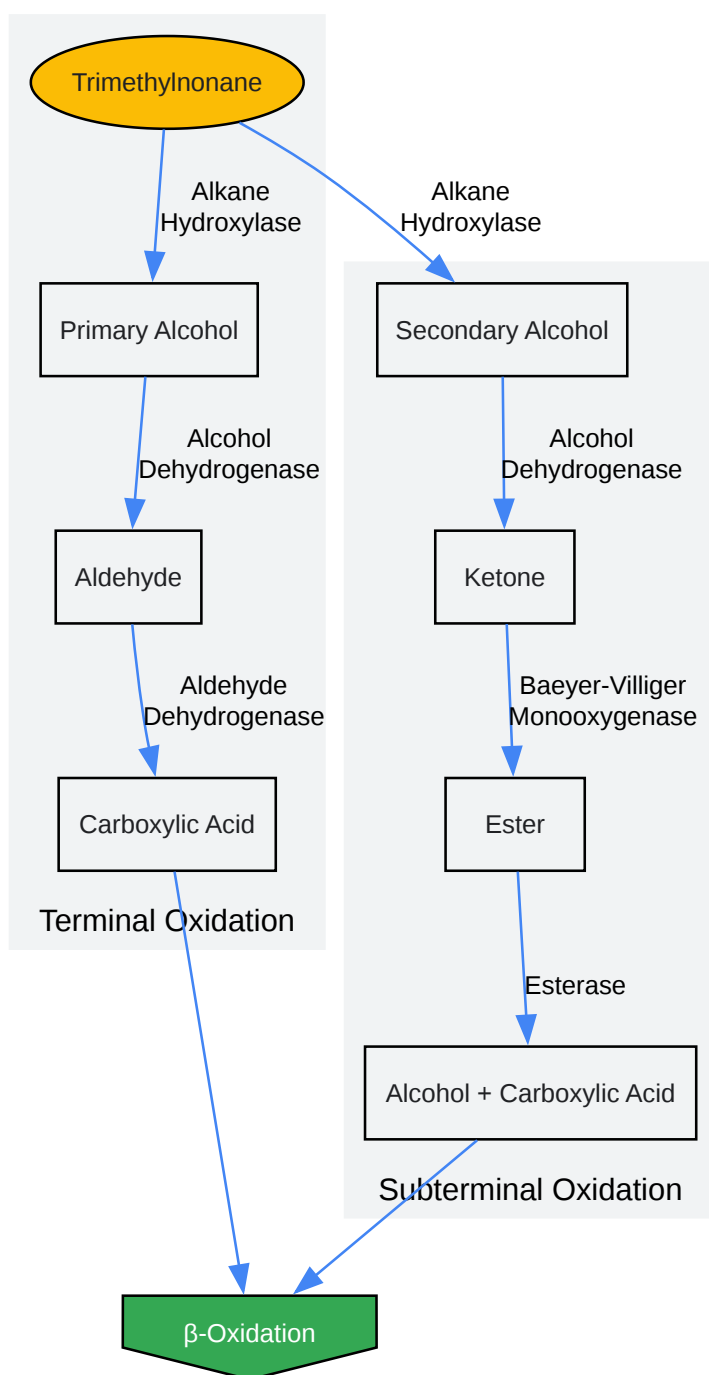 Trimethylnonane
Alkane
Hydroxylase
Alkane
Hydroxylase
Primary Alcohol
Secondary Alcohol
Alcohol
Dehydrogenase
Alcohol
Dehydrogenase
Aldehyde
Ketone
Aldehyde
Dehydrogenase
Baeyer-Villiger
Monooxygenase
Carboxylic Acid
Ester
Terminal Oxidation
Esterase
Alcohol + Carboxylic Acid
Subterminal Oxidation
β-Oxidation